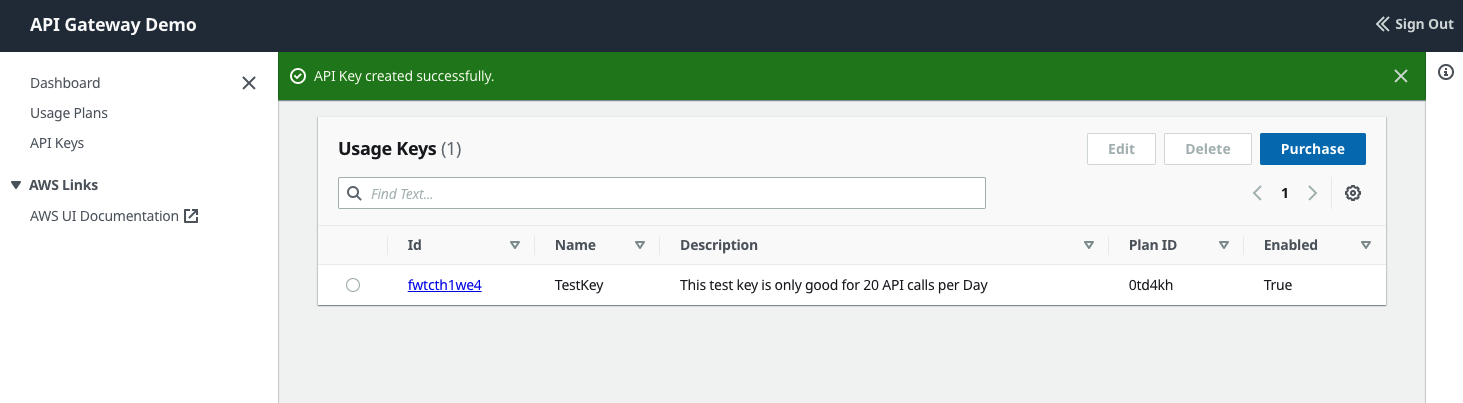 API Gateway Demo
Sign Out
Dashboard
Usage Plans
API Keys
AWS Links
AWS UI Documentation
API Key created successfully.
Usage Keys (1)
Edit Delete Purchase
Find Text...
1
Id Name Description Plan ID Enabled
fwtcth1we4 TestKey This test key is only good for 20 API calls per Day 0td4kh True